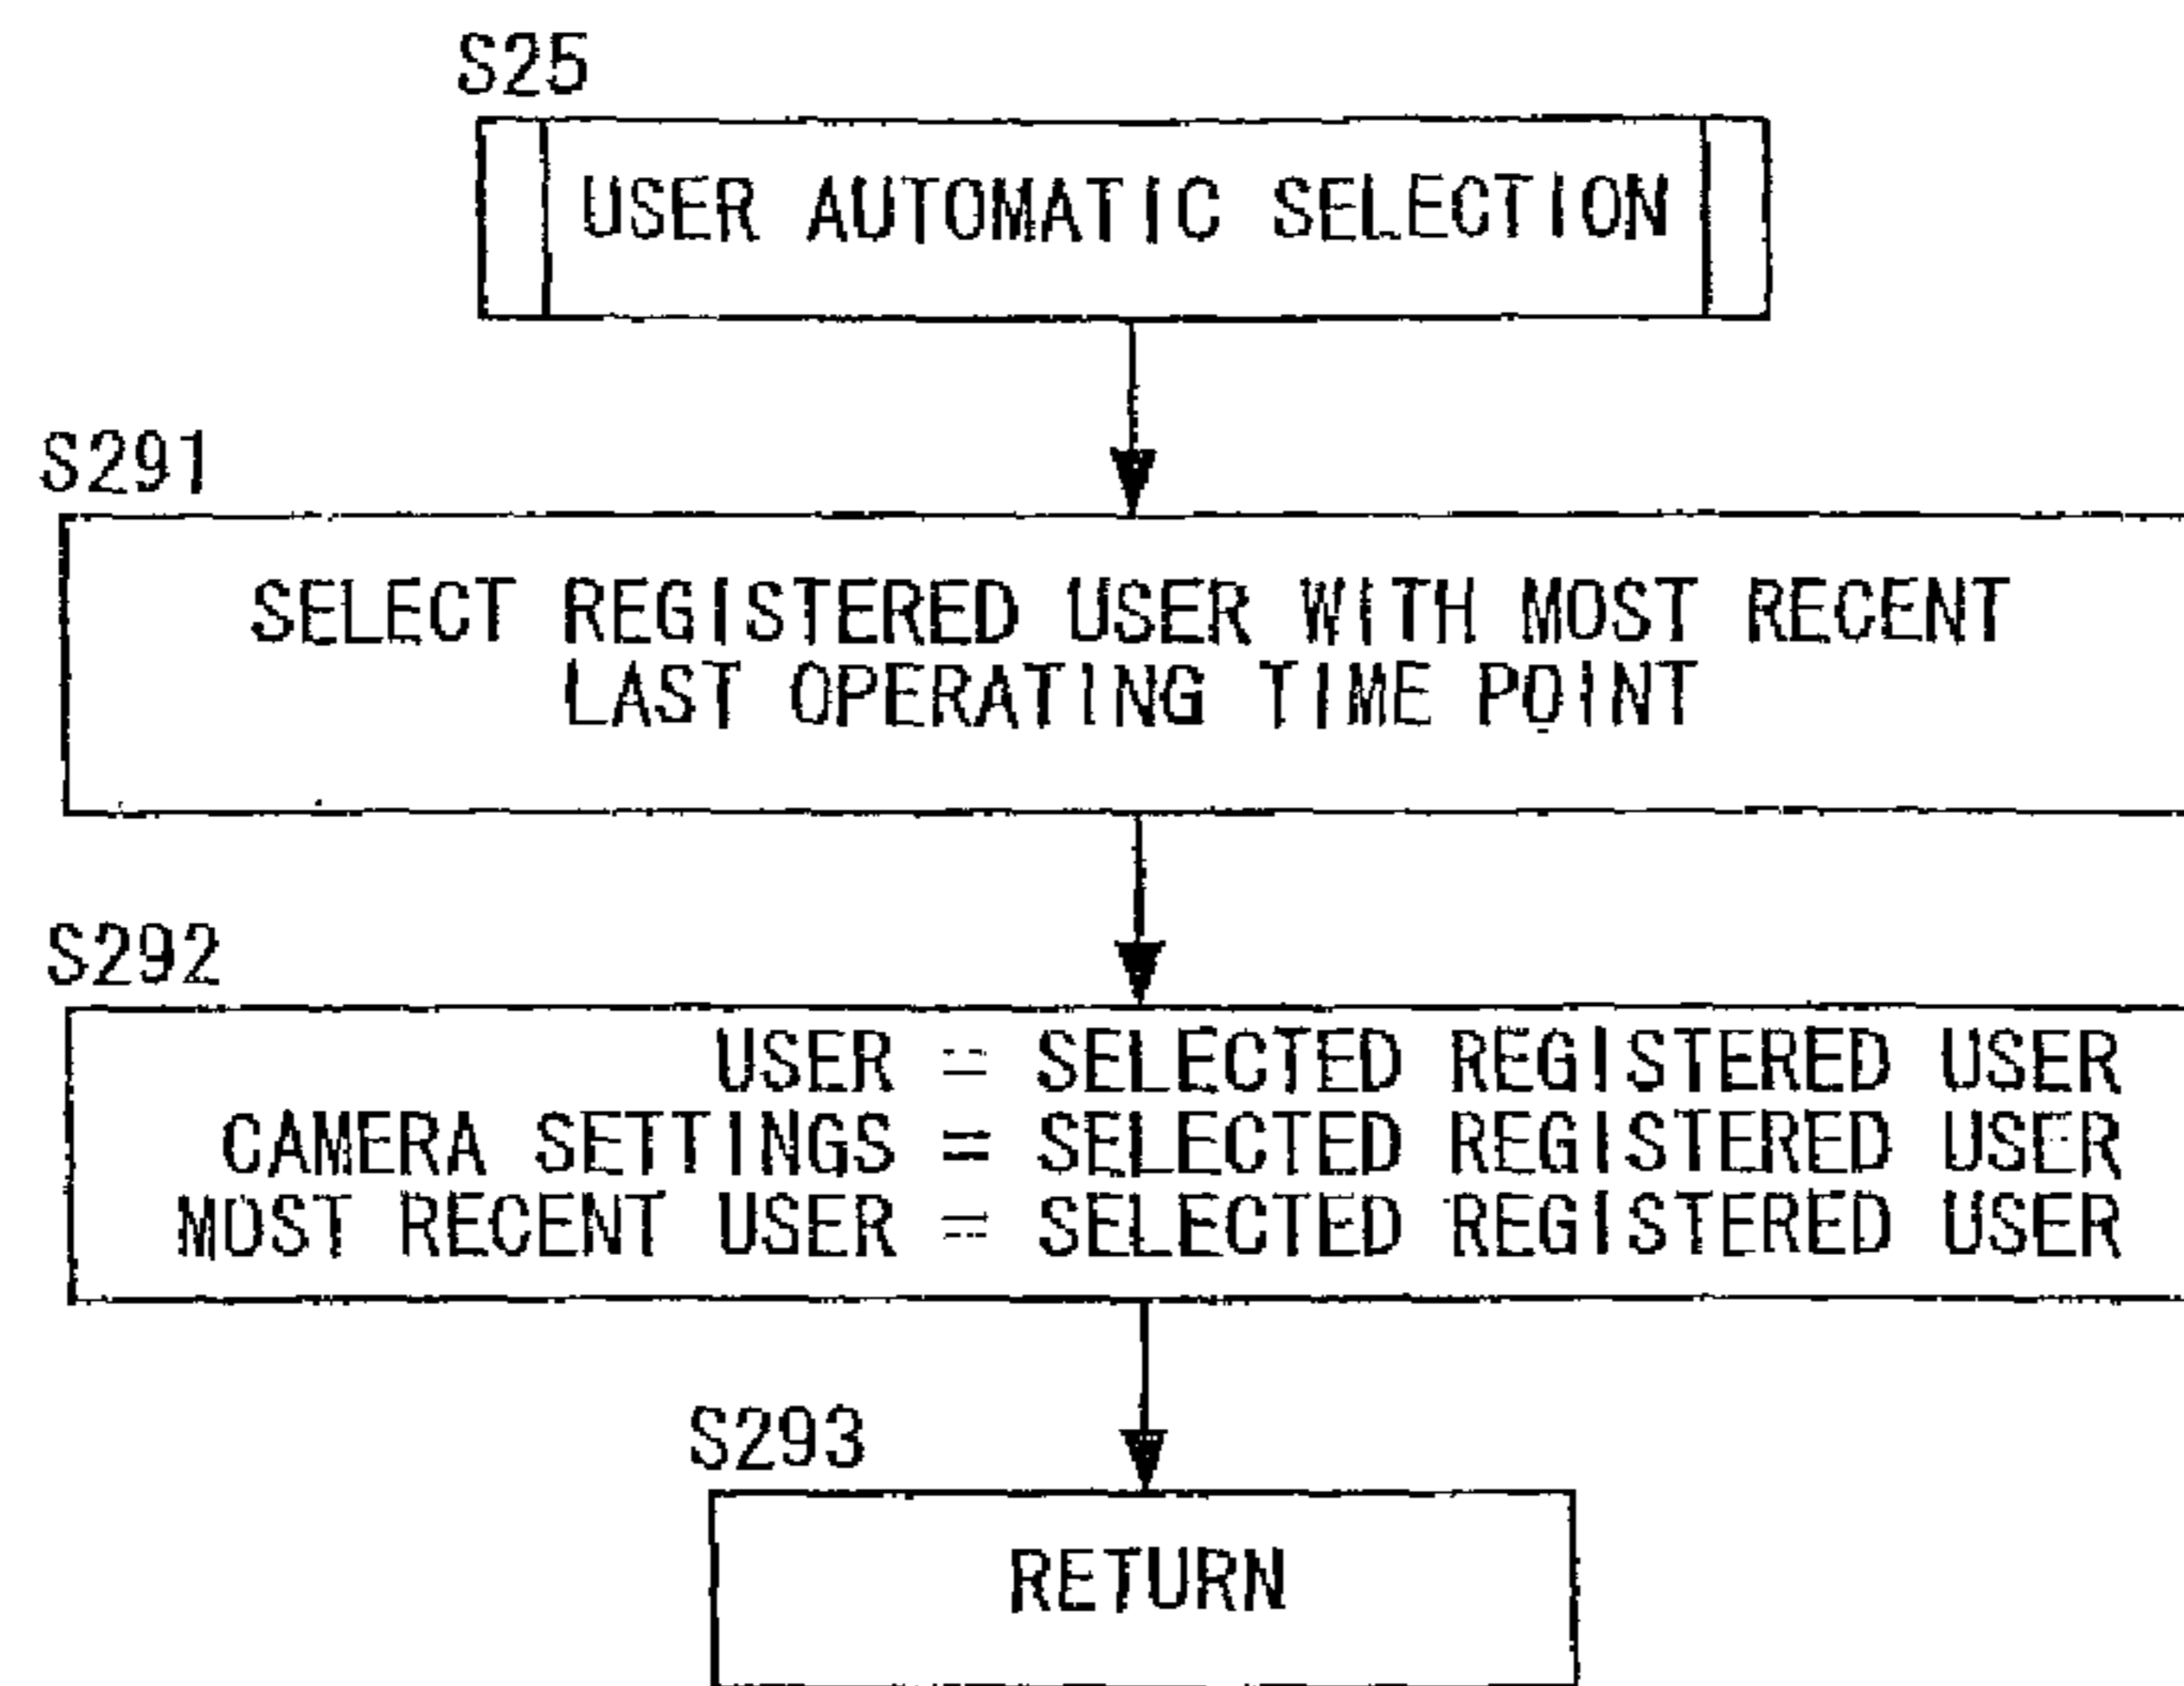 S25
USER AUTOMATIC SELECTION
S291
SELECT REGISTERED USER WITH MOST RECENT
LAST OPERATING TIME POINT
S292
USER = SELECTED REGISTERED USER
CAMERA SETTINGS = SELECTED REGISTERED USER
MOST RECENT USER = SELECTED REGISTERED USER
S293
RETURN